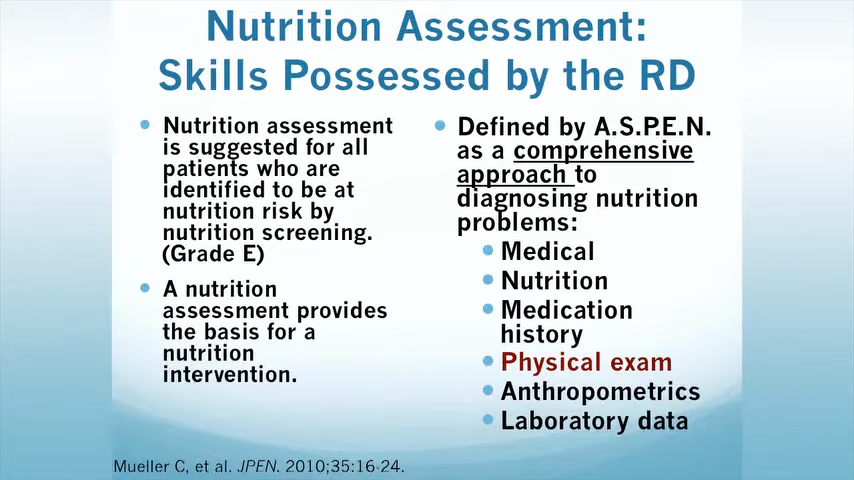 Nutrition Assessment:
Skills Possessed by the RD
• Nutrition assessment
is suggested for all
patients who are
identified to be at
nutrition risk by
nutrition screening.
(Grade E)
• A nutrition
assessment provides
the basis for a
nutrition
intervention.
• Defined by A.S.P.E.N.
as a comprehensive
approach to
diagnosing nutrition
problems:
• Medical
• Nutrition
• Medication
history
• Physical exam
• Anthropometrics
• Laboratory data
Mueller C, et al. JPEN. 2010;35:16-24.